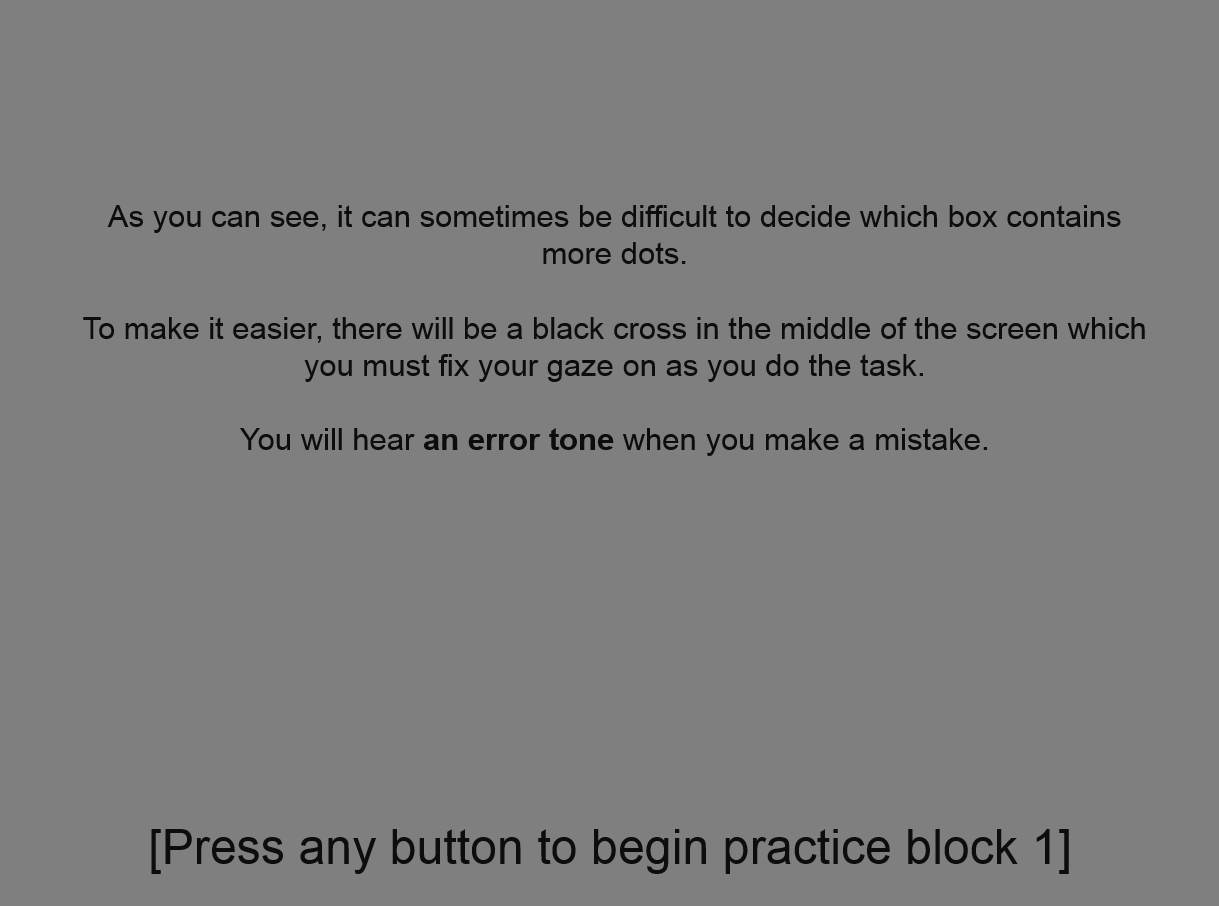 As you can see, it can sometimes be difficult to decide which box contains
more dots.
To make it easier, there will be a black cross in the middle of the screen which
you must fix your gaze on as you do the task.
You will hear an error tone when you make a mistake.
[Press any button to begin practice block 1]